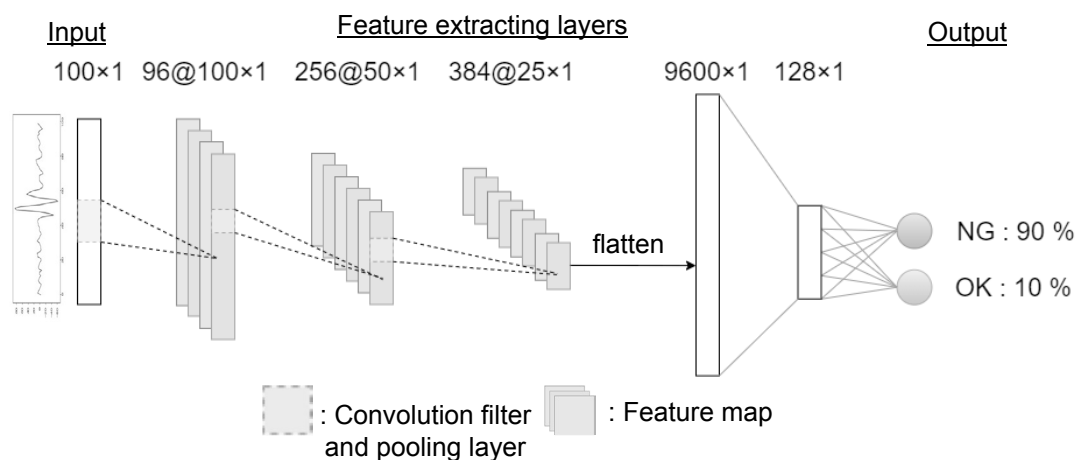 Input
Feature extracting layers
Output
100×1
96@100×1
256@50×1
384@25×1
9600×1
128×1
flatten
NG : 90 %
OK : 10 %
: Convolution filter
and pooling layer
: Feature map